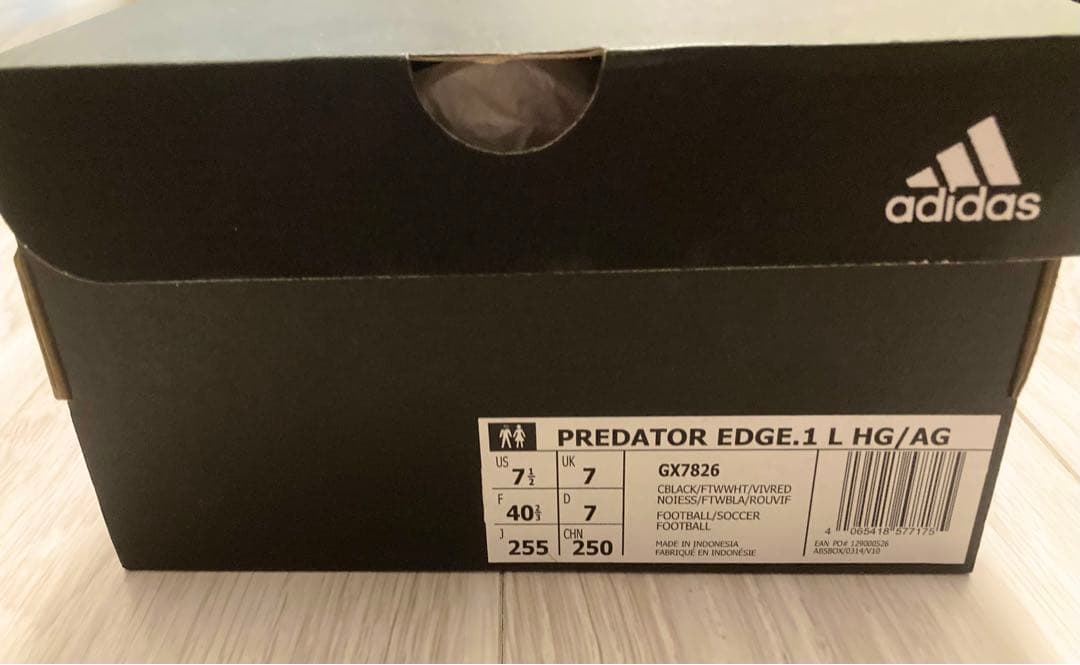 adidas
PREDATOR EDGE.1 L HG/AG
US 7½ UK 7
F 40⅔ D 7
J 255 CHN 250
GX7826
CBLACK/FTWWHT/VIVRED
NOIESS/FTWBLA/ROUVIF
FOOTBALL/SOCCER
FOOTBALL
MADE IN INDONESIA
FABRIQUÉ EN INDONÉSIE
4 065418 577175
EAN PO# 129000526
ABSBOX/0314/V10